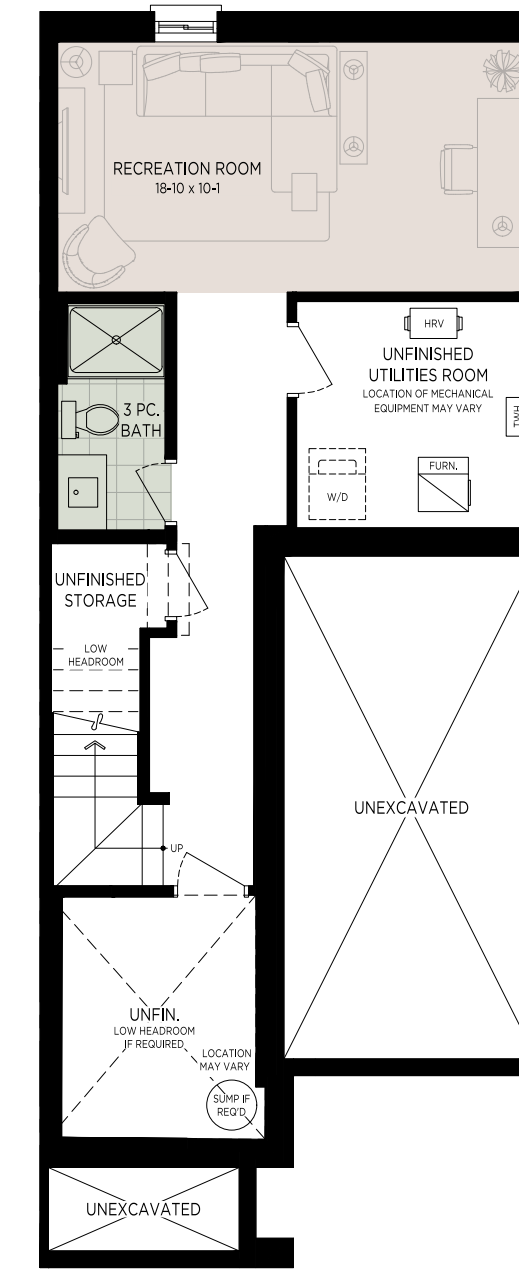 RECREATION ROOM
18-10 x 10-1
HRV
UNFINISHED
UTILITIES ROOM
LOCATION OF MECHANICAL
EQUIPMENT MAY VARY
TWH
3 PC.
BATH
FURN.
W/D
UNFINISHED
STORAGE
LOW
HEADROOM
UNEXCAVATED
UP
UNFIN.
LOW HEADROOM
IF REQUIRED
LOCATION
MAY VARY
SUMP IF
REQ'D
UNEXCAVATED